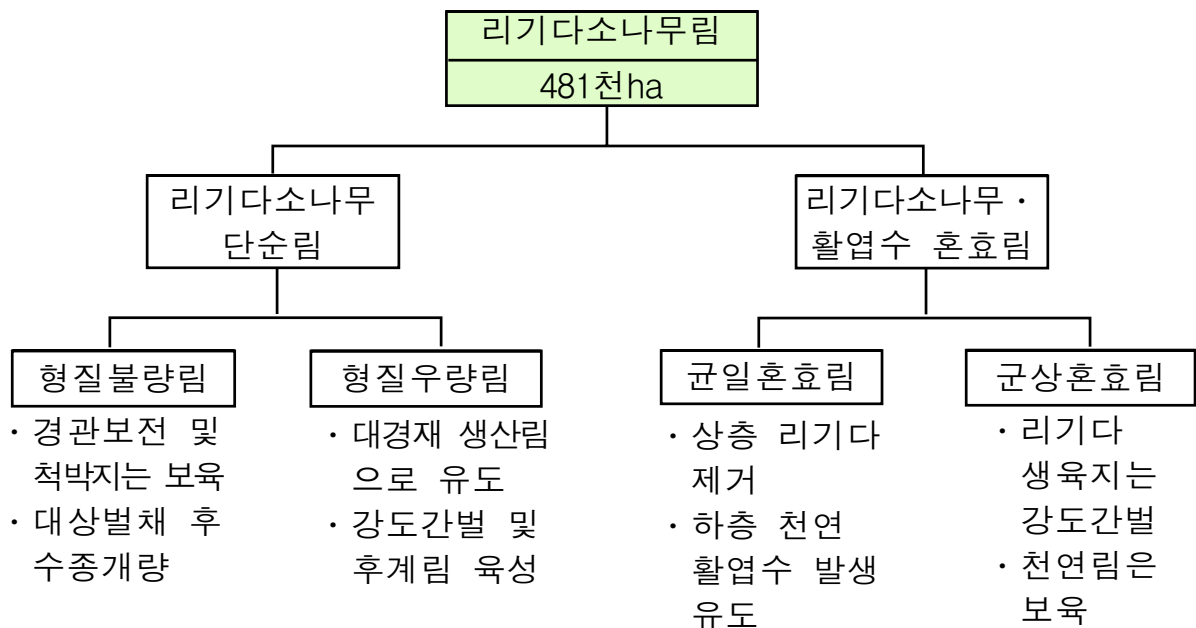 리기다소나무림
481천ha
리기다소나무
단순림
리기다소나무·
활엽수 혼효림
형질불량림
· 경관보전 및
척박지는 보육
· 대상벌채 후
수종개량
형질우량림
· 대경재 생산림
으로 유도
· 강도간벌 및
후계림 육성
균일혼효림
· 상층 리기다
제거
· 하층 천연
활엽수 발생
유도
군상혼효림
· 리기다
생육지는
강도간벌
· 천연림은
보육